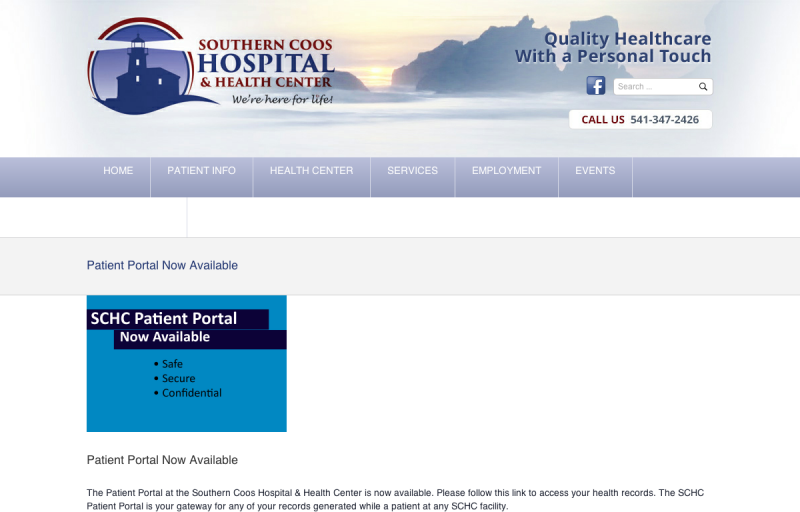 SOUTHERN COOS
HOSPITAL
& HEALTH CENTER
We're here for life!
Quality Healthcare
With a Personal Touch
Search ...
CALL US 541-347-2426
HOME PATIENT INFO HEALTH CENTER SERVICES EMPLOYMENT EVENTS
Patient Portal Now Available
SCHC Patient Portal
Now Available
• Safe
• Secure
• Confidential
Patient Portal Now Available
The Patient Portal at the Southern Coos Hospital & Health Center is now available. Please follow this link to access your health records. The SCHC
Patient Portal is your gateway for any of your records generated while a patient at any SCHC facility.